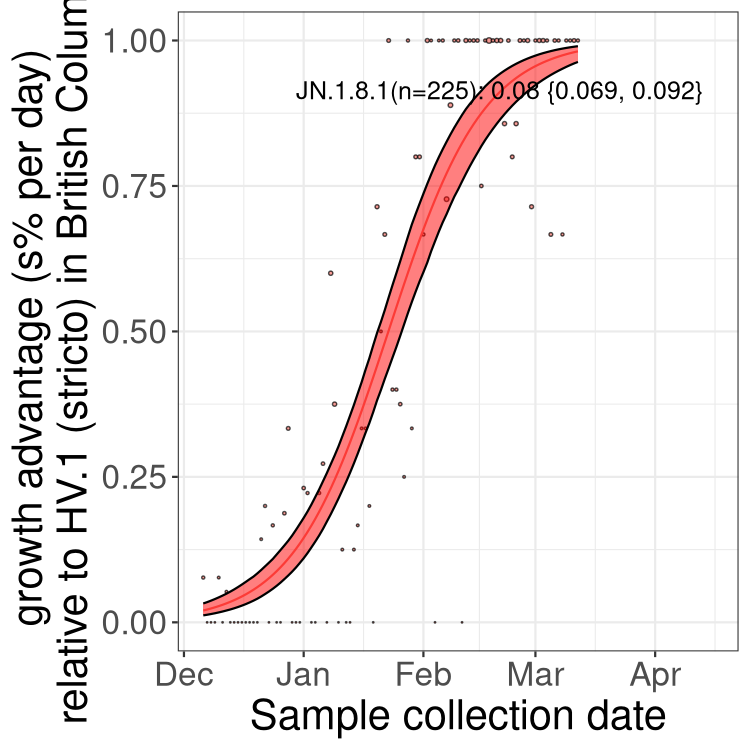 growth advantage (s% per day)
relative to HV.1 (stricto) in British Colum
1.00
0.75
0.50
0.25
0.00
JN.1.8.1(n=225): 0.08 {0.069, 0.092}
Dec Jan Feb Mar Apr
Sample collection date